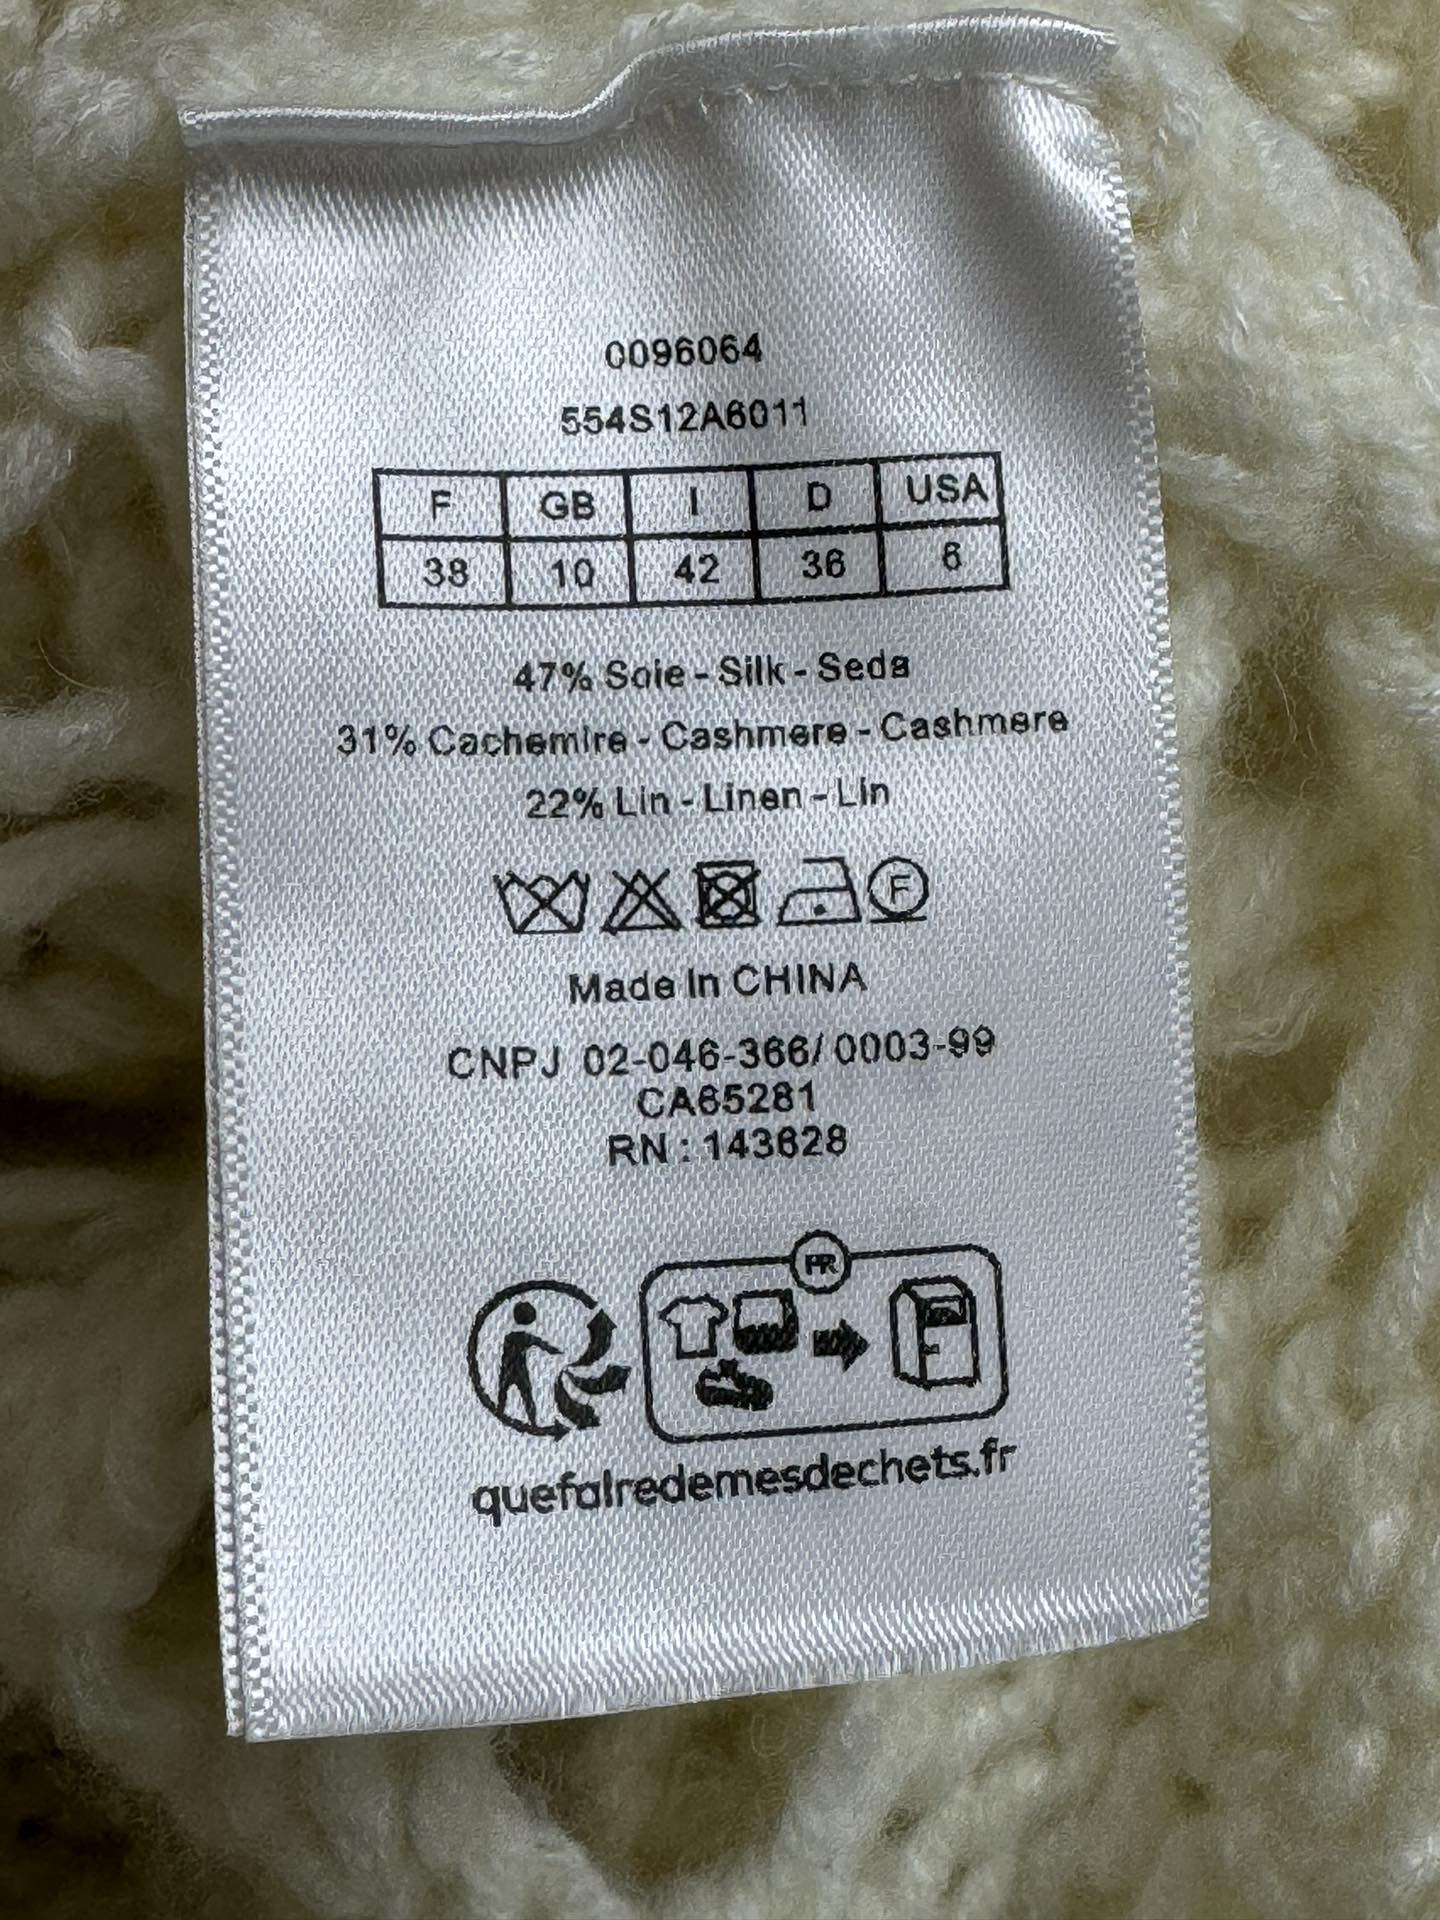 0096064
554S12A6011
F GB I D USA
38 10 42 36 6
47% Soie - Silk - Seda
31% Cachemire - Cashmere - Cashmere
22% Lin - Linen - Lin
F
Made In CHINA
CNPJ 02-046-366/ 0003-99
CA65281
RN : 143628
FR
quefairedemesdechets.fr